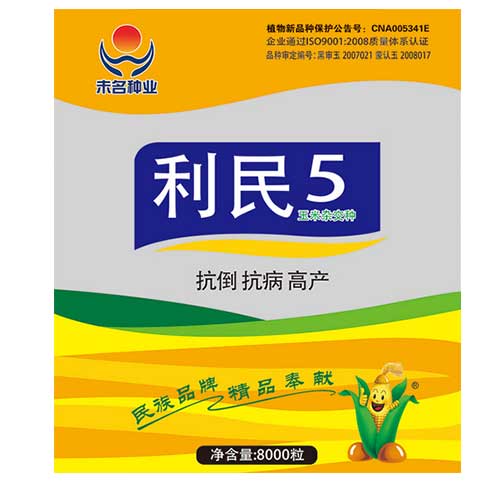 未名种业
植物新品种保护公告号：CNA005341E
企业通过ISO9001:2008质量体系认证
品种审定编号：黑审玉 2007021 蒙认玉 2008017
利民5
玉米杂交种
抗倒 抗病 高产
民族品牌 精品奉献
®
净含量:8000粒